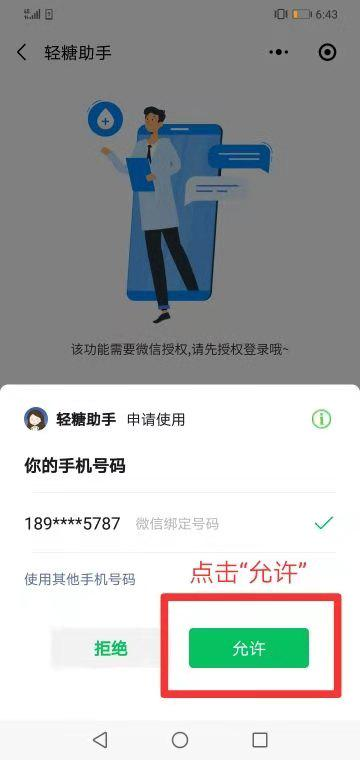 6:43
轻糖助手
该功能需要微信授权,请先授权登录哦~
轻糖助手 申请使用
你的手机号码
189****5787 微信绑定号码
使用其他手机号码
点击“允许”
拒绝 允许